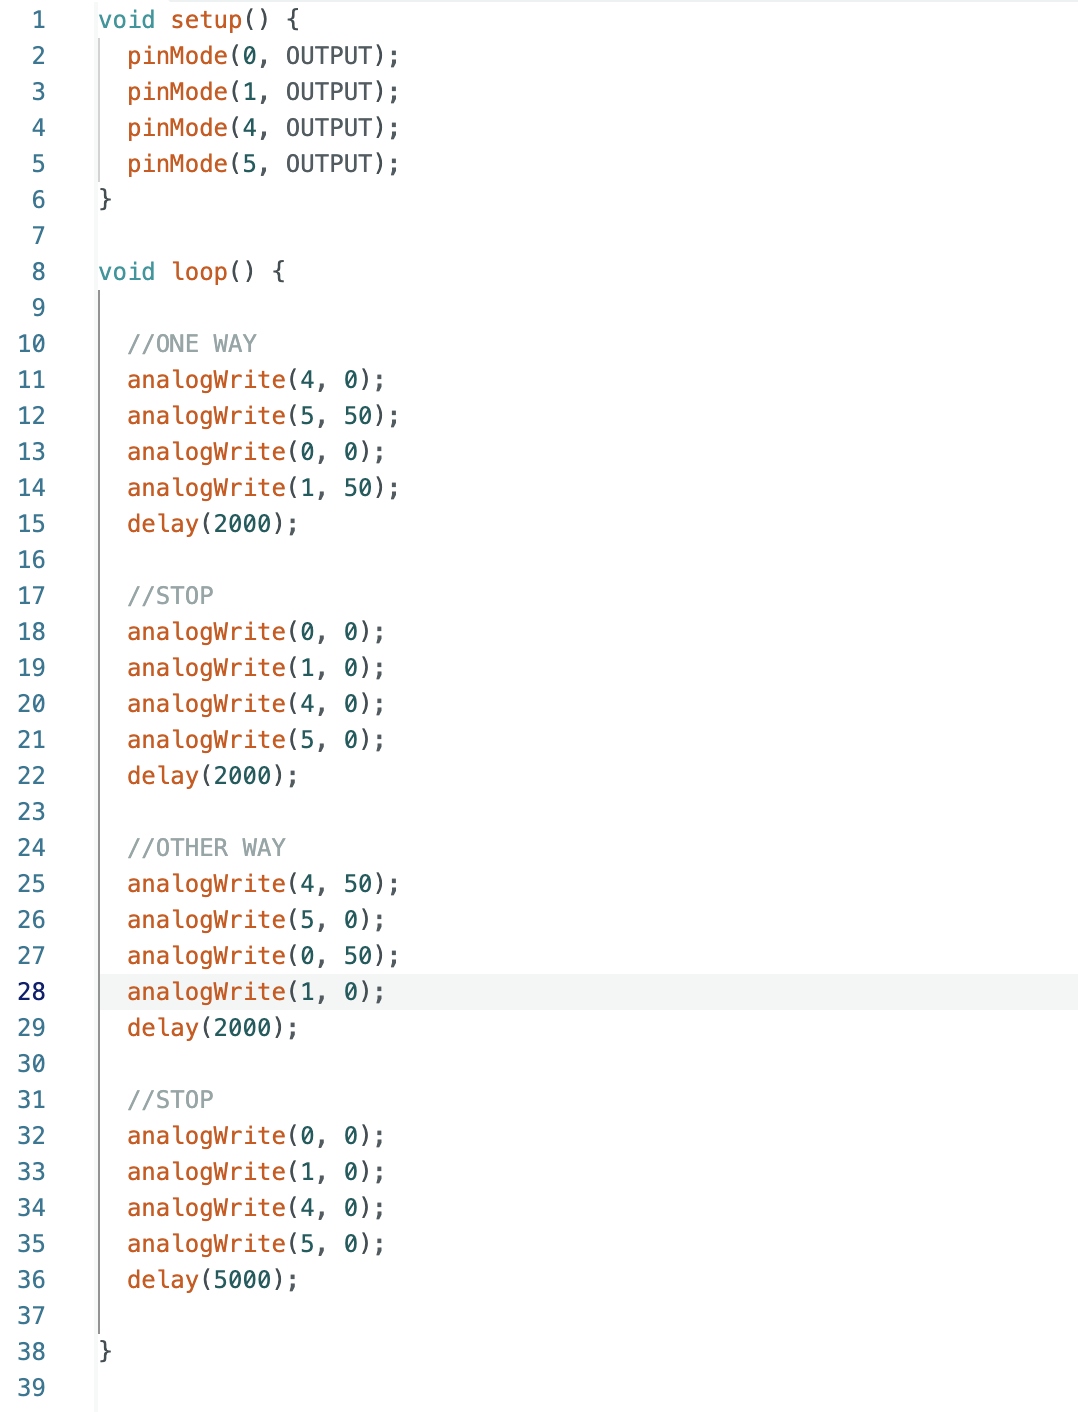 1 void setup() {
2 pinMode(0, OUTPUT);
3 pinMode(1, OUTPUT);
4 pinMode(4, OUTPUT);
5 pinMode(5, OUTPUT);
6 }
7
8 void loop() {
9
10 //ONE WAY
11 analogWrite(4, 0);
12 analogWrite(5, 50);
13 analogWrite(0, 0);
14 analogWrite(1, 50);
15 delay(2000);
16
17 //STOP
18 analogWrite(0, 0);
19 analogWrite(1, 0);
20 analogWrite(4, 0);
21 analogWrite(5, 0);
22 delay(2000);
23
24 //OTHER WAY
25 analogWrite(4, 50);
26 analogWrite(5, 0);
27 analogWrite(0, 50);
28 analogWrite(1, 0);
29 delay(2000);
30
31 //STOP
32 analogWrite(0, 0);
33 analogWrite(1, 0);
34 analogWrite(4, 0);
35 analogWrite(5, 0);
36 delay(5000);
37
38 }
39